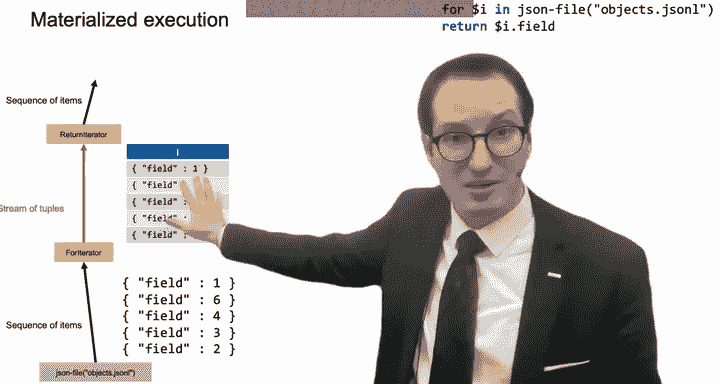 Materialized execution
for $i in json-file("objects.jsonl")
return $i.field
Sequence of items
ReturnIterator
i
{ "field" : 1 }
{ "field"
{ "field" :
{ "field" :
{ "field" :
Stream of tuples
ForIterator
{ "field" : 1 }
{ "field" : 6 }
{ "field" : 4 }
{ "field" : 3 }
{ "field" : 2 }
Sequence of items
json-file("objects.jsonl")